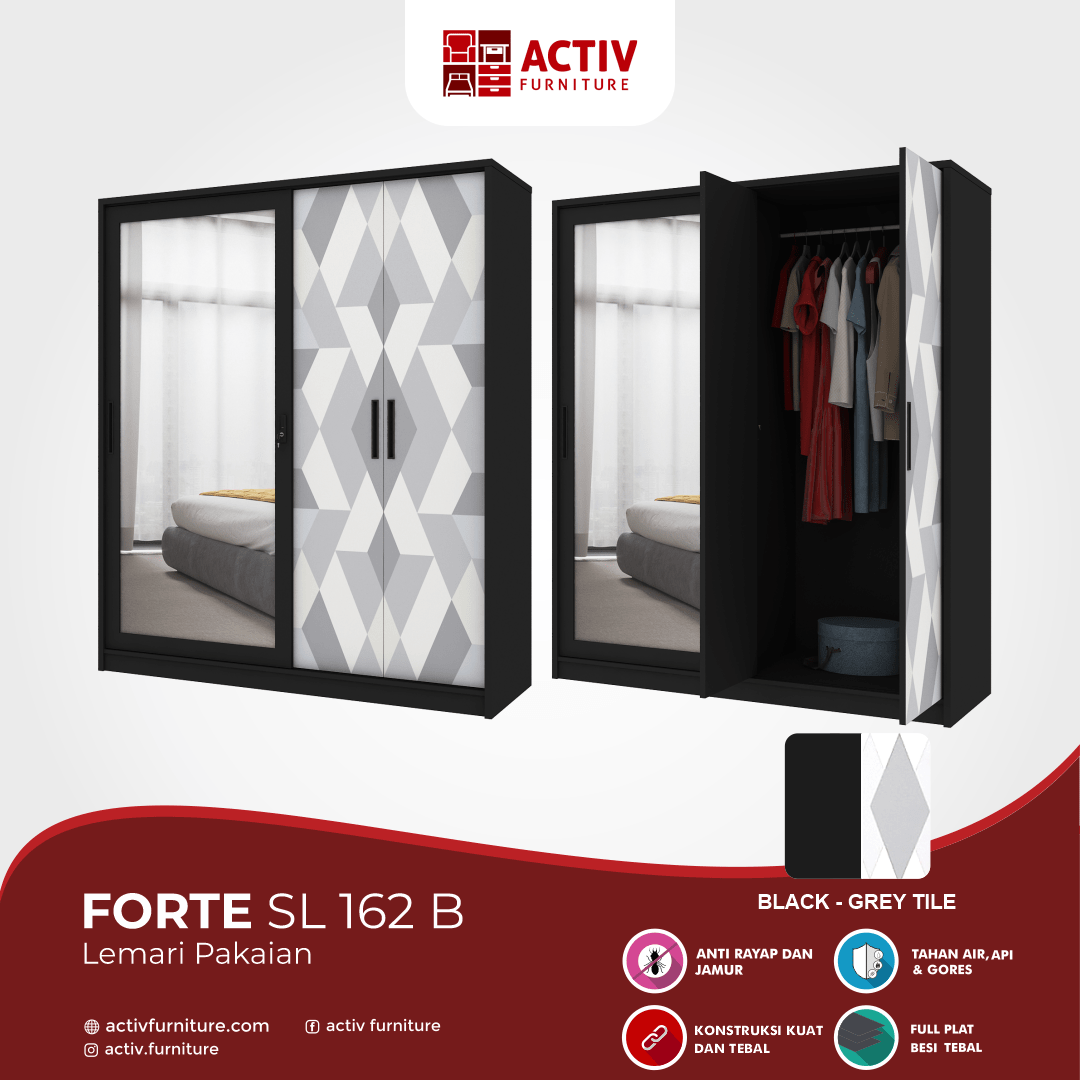 ACTIV
FURNITURE
FORTE SL 162 B
Lemari Pakaian
activfurniture.com
activ furniture
activ.furniture
BLACK - GREY TILE
ANTI RAYAP DAN
JAMUR
TAHAN AIR, API
& GORES
KONSTRUKSI KUAT
DAN TEBAL
FULL PLAT
BESI TEBAL